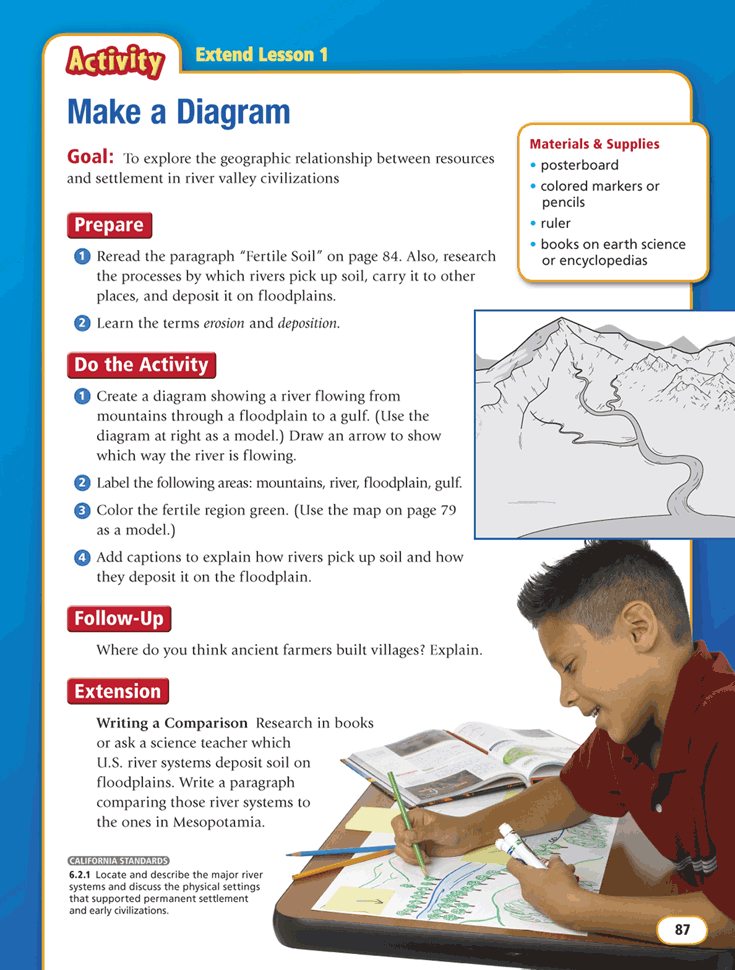 Activity
Extend Lesson 1
Make a Diagram
Goal: To explore the geographic relationship between resources
and settlement in river valley civilizations
Materials & Supplies
• posterboard
• colored markers or
pencils
• ruler
• books on earth science
or encyclopedias
Prepare
1 Reread the paragraph “Fertile Soil” on page 84. Also, research
the processes by which rivers pick up soil, carry it to other
places, and deposit it on floodplains.
2 Learn the terms erosion and deposition.
Do the Activity
1 Create a diagram showing a river flowing from
mountains through a floodplain to a gulf. (Use the
diagram at right as a model.) Draw an arrow to show
which way the river is flowing.
2 Label the following areas: mountains, river, floodplain, gulf.
3 Color the fertile region green. (Use the map on page 79
as a model.)
4 Add captions to explain how rivers pick up soil and how
they deposit it on the floodplain.
Follow-Up
Where do you think ancient farmers built villages? Explain.
Extension
Writing a Comparison Research in books
or ask a science teacher which
U.S. river systems deposit soil on
floodplains. Write a paragraph
comparing those river systems to
the ones in Mesopotamia.
CALIFORNIA STANDARDS
6.2.1 Locate and describe the major river
systems and discuss the physical settings
that supported permanent settlement
and early civilizations.
87